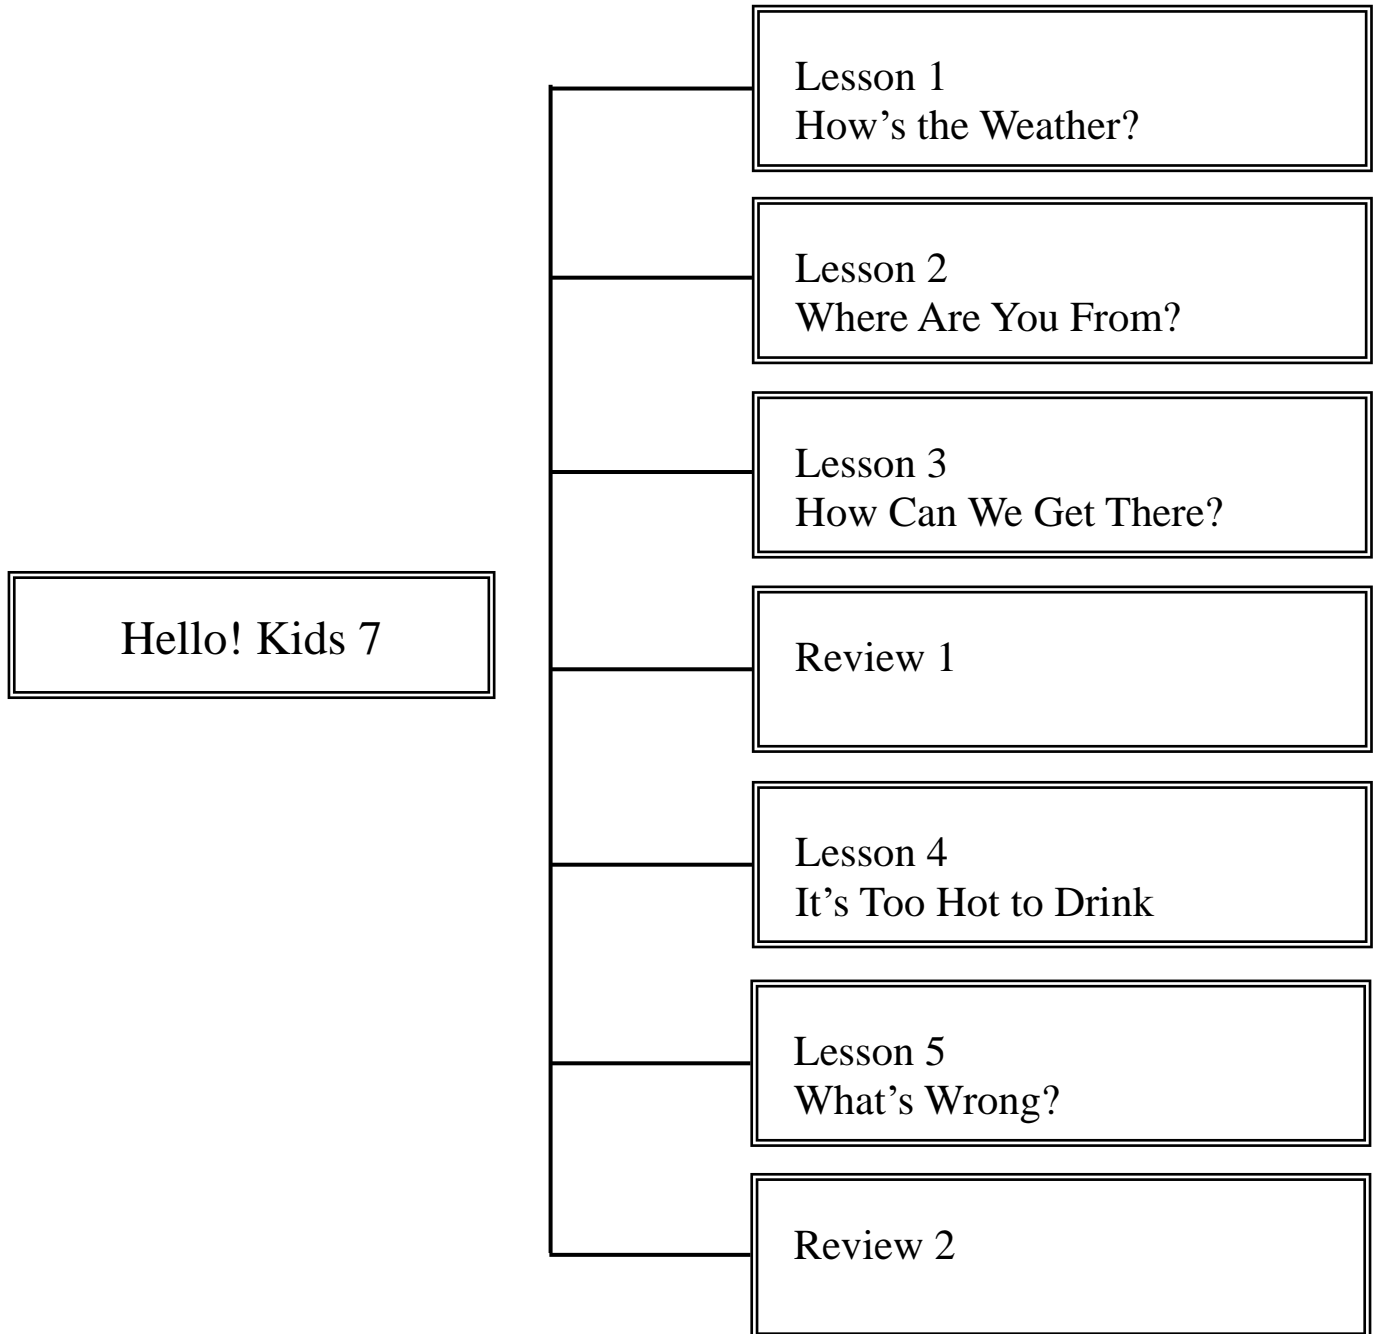 Hello! Kids 7
Lesson 1
How’s the Weather?
Lesson 2
Where Are You From?
Lesson 3
How Can We Get There?
Review 1
Lesson 4
It’s Too Hot to Drink
Lesson 5
What’s Wrong?
Review 2